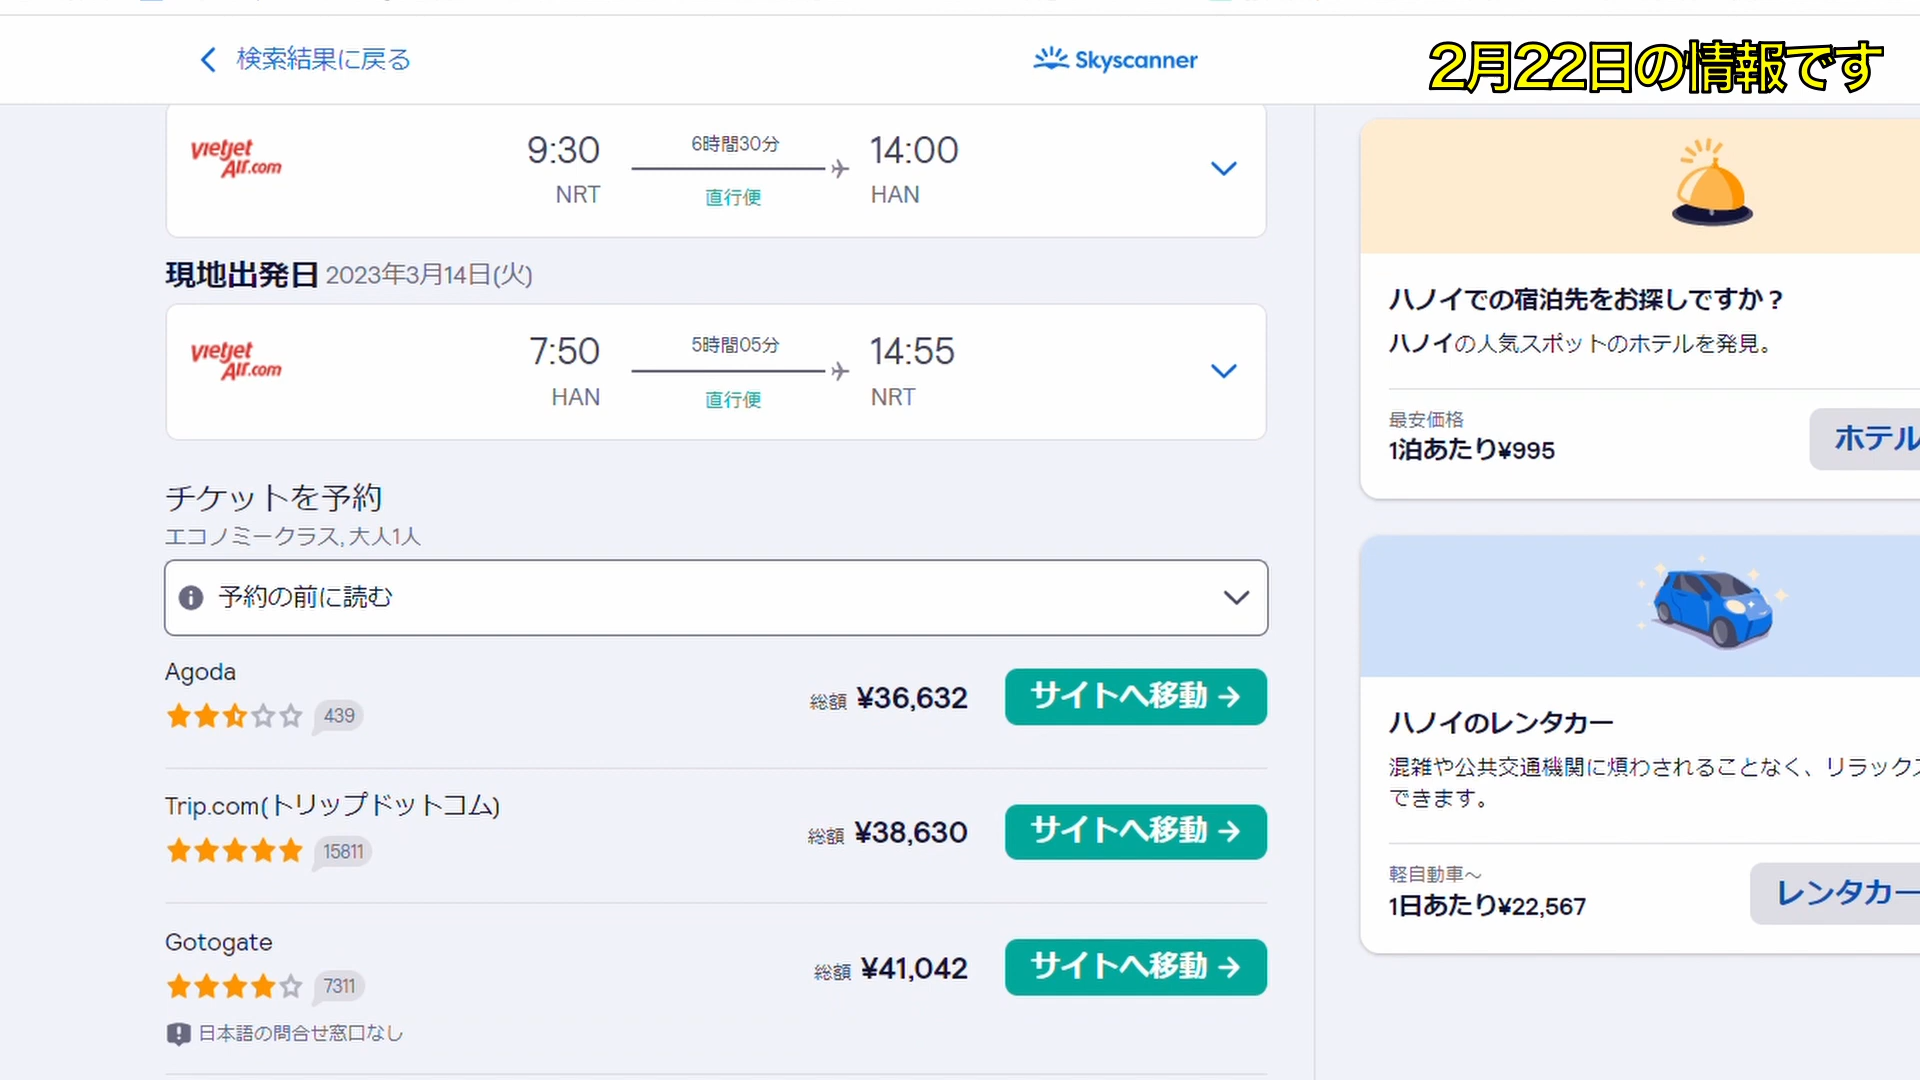 検索結果に戻る
Skyscanner
2月22日の情報です
vietjet Air.com
9:30
6時間30分
14:00
NRT
直行便
HAN
現地出発日 2023年3月14日(火)
vietjet Air.com
7:50
5時間05分
14:55
HAN
直行便
NRT
チケットを予約
エコノミークラス, 大人1人
予約の前に読む
Agoda
439
総額 ¥36,632
サイトへ移動 →
Trip.com(トリップドットコム)
15811
総額 ¥38,630
サイトへ移動 →
Gotogate
7311
総額 ¥41,042
サイトへ移動 →
日本語の問合せ窓口なし
ハノイでの宿泊先をお探しですか？
ハノイの人気スポットのホテルを発見。
最安価格
1泊あたり¥995
ホテル
ハノイのレンタカー
混雑や公共交通機関に煩わされることなく、リラックス
できます。
軽自動車～
1日あたり¥22,567
レンタカー